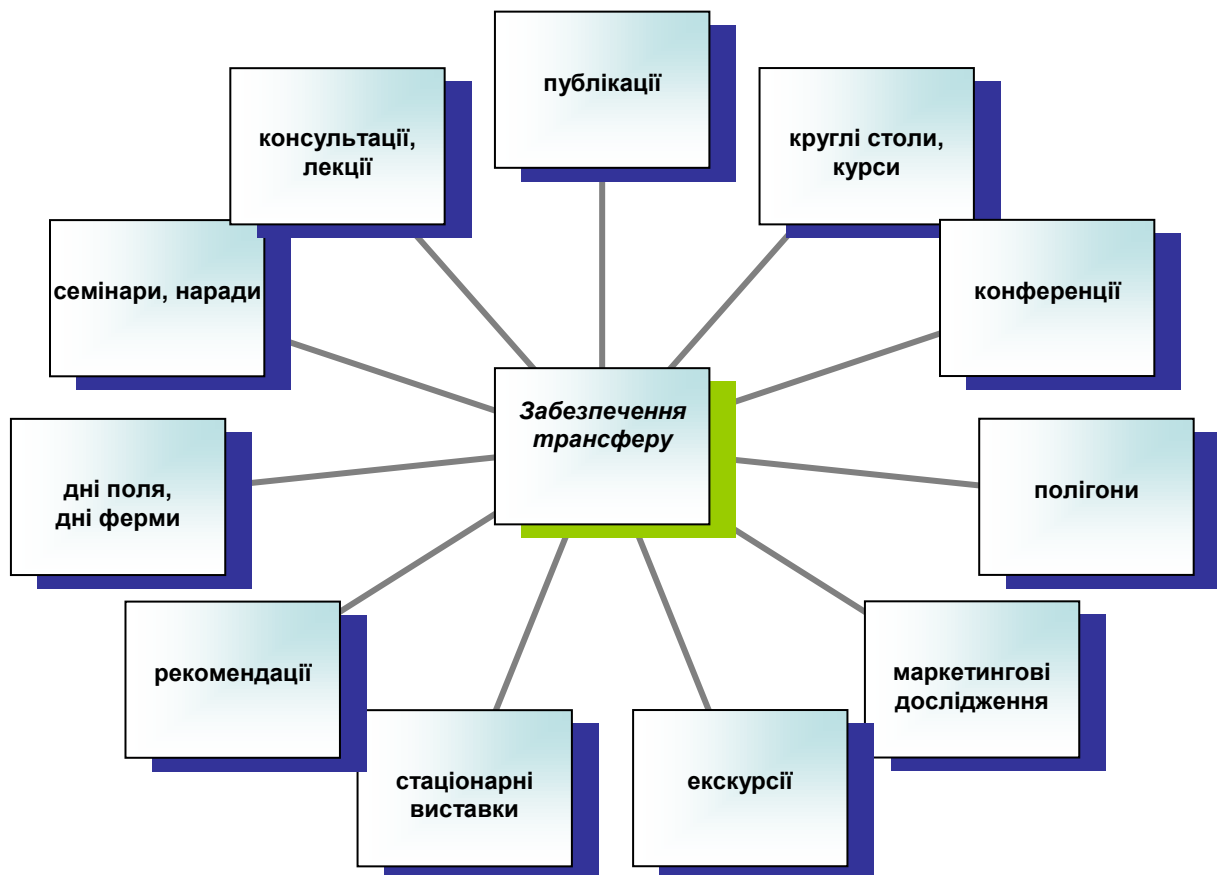 публікації
консультації,
лекції
круглі столи,
курси
семінари, наради
конференції
Забезпечення
трансферу
дні поля,
дні ферми
полігони
рекомендації
маркетингові
дослідження
стаціонарні
виставки
екскурсії